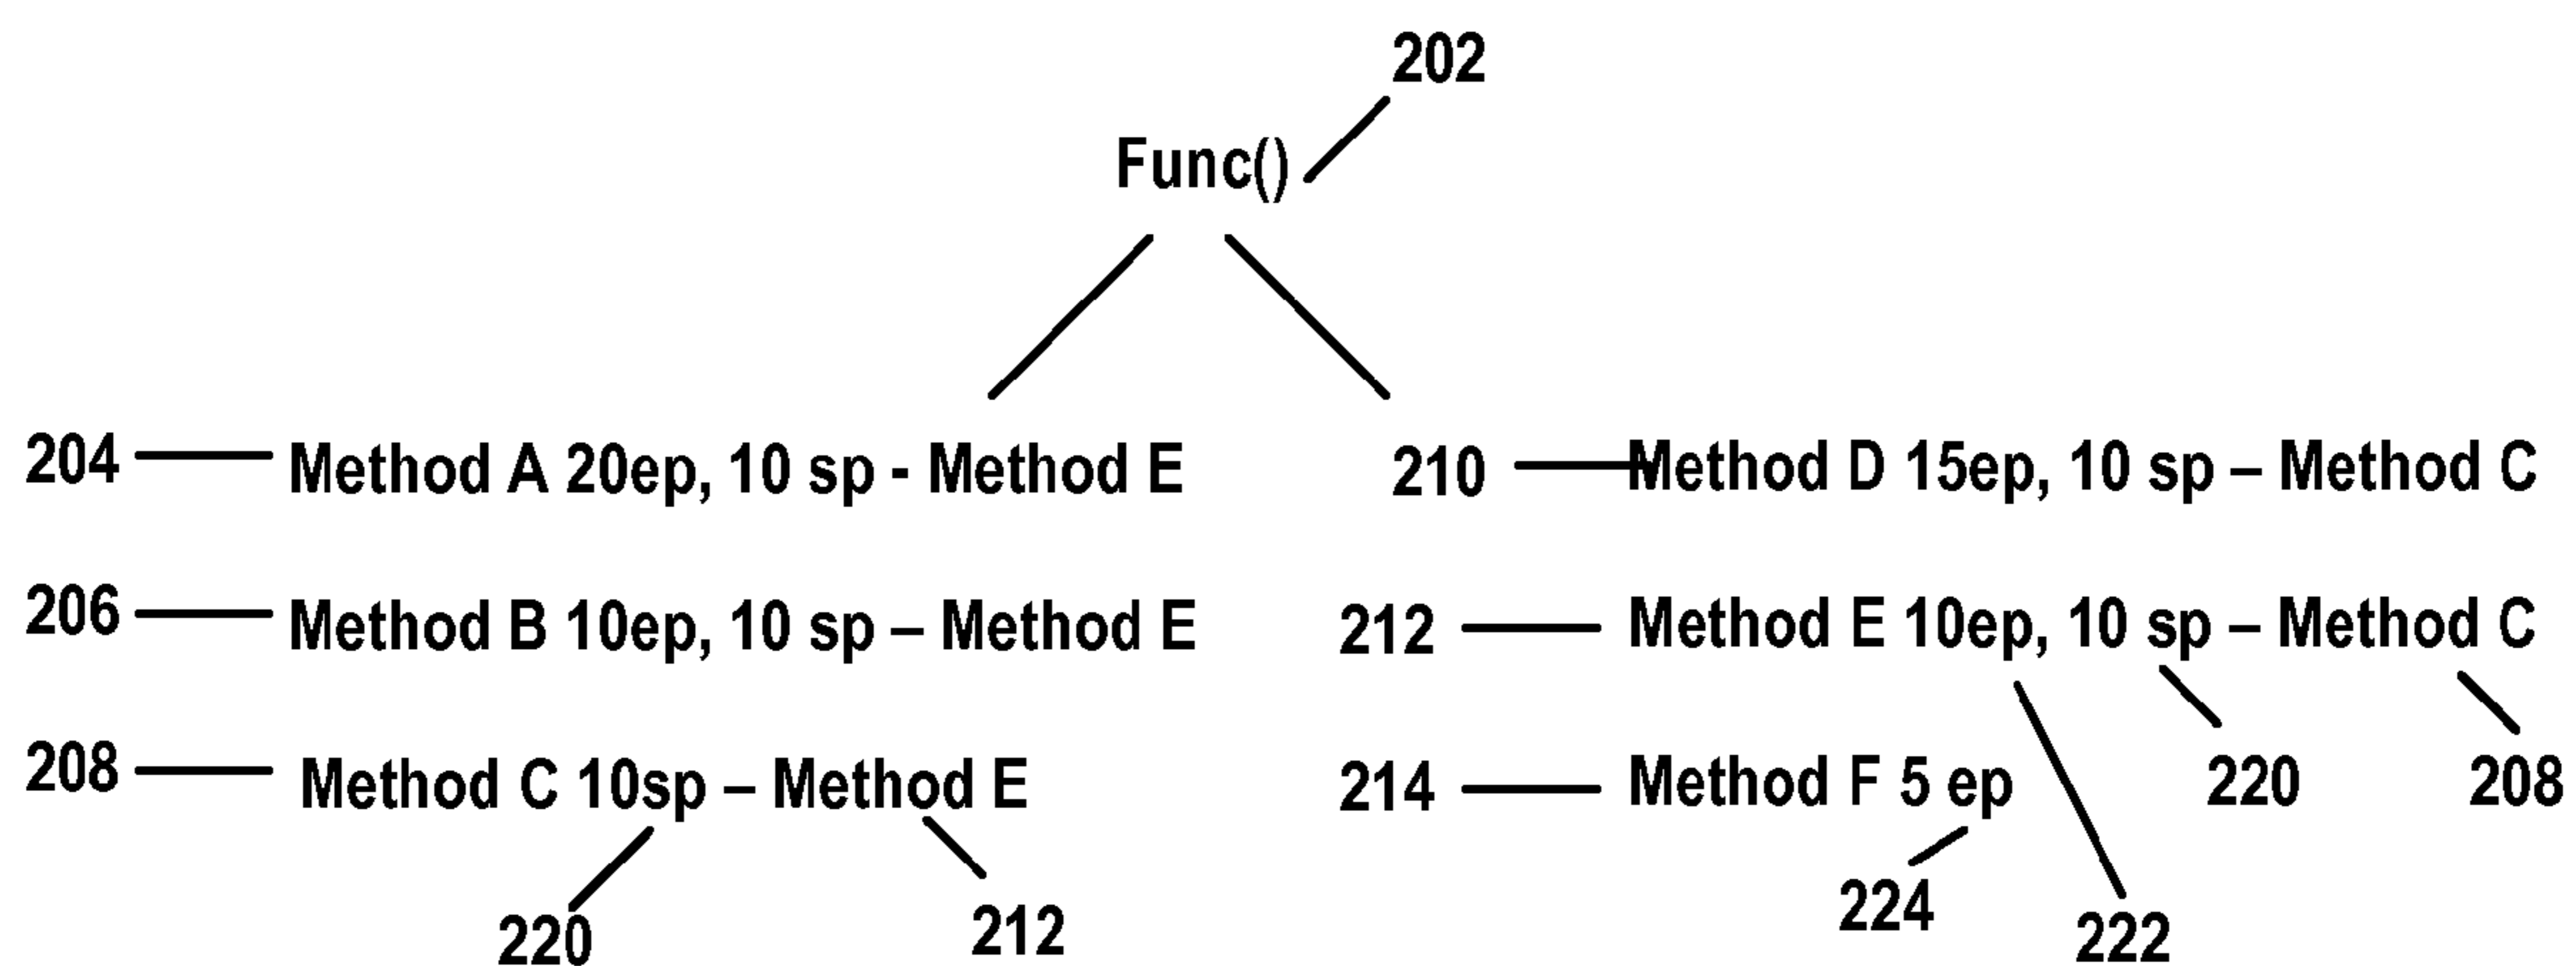 202
Func()
204 Method A 20ep, 10 sp - Method E
210 Method D 15ep, 10 sp – Method C
206 Method B 10ep, 10 sp – Method E
212 Method E 10ep, 10 sp – Method C
208 Method C 10sp – Method E
214 Method F 5 ep
220
208
224
222
220
212